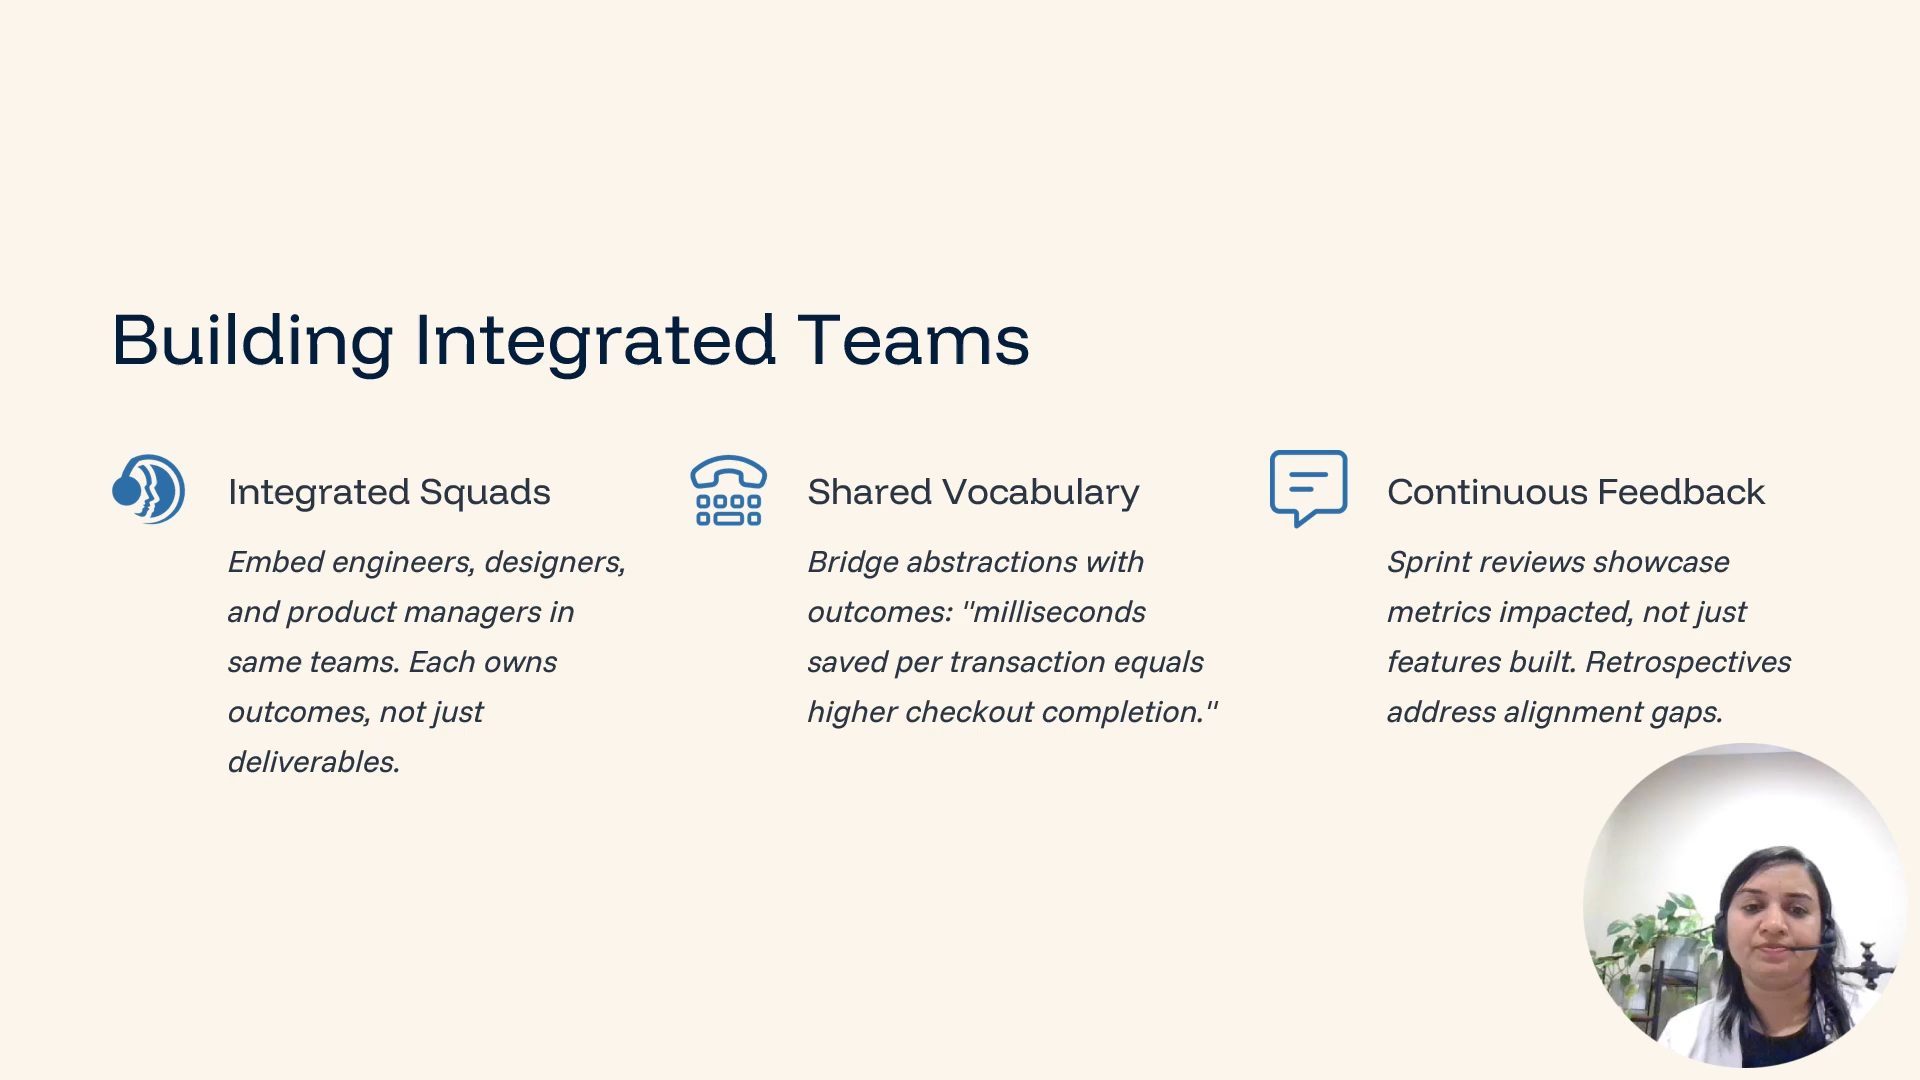 Building Integrated Teams
Integrated Squads
Embed engineers, designers,
and product managers in
same teams. Each owns
outcomes, not just
deliverables.
Shared Vocabulary
Bridge abstractions with
outcomes: "milliseconds
saved per transaction equals
higher checkout completion."
Continuous Feedback
Sprint reviews showcase
metrics impacted, not just
features built. Retrospectives
address alignment gaps.